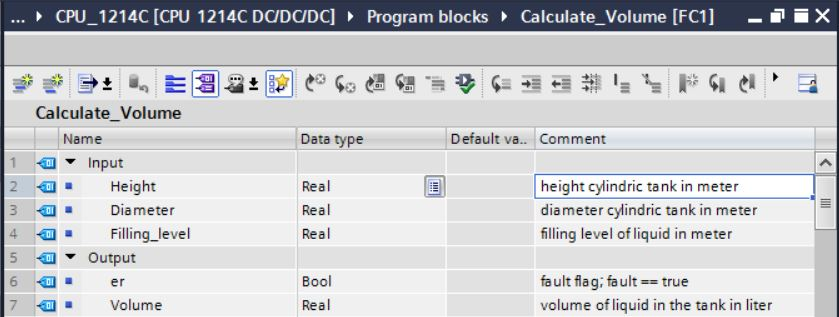 ... CPU_1214C [CPU 1214C DC/DC/DC] Program blocks Calculate_Volume [FC1]
Calculate_Volume
Name Data type Default va.. Comment
1 Input
2 Height Real height cylindric tank in meter
3 Diameter Real diameter cylindric tank in meter
4 Filling_level Real filling level of liquid in meter
5 Output
6 er Bool fault flag; fault == true
7 Volume Real volume of liquid in the tank in liter